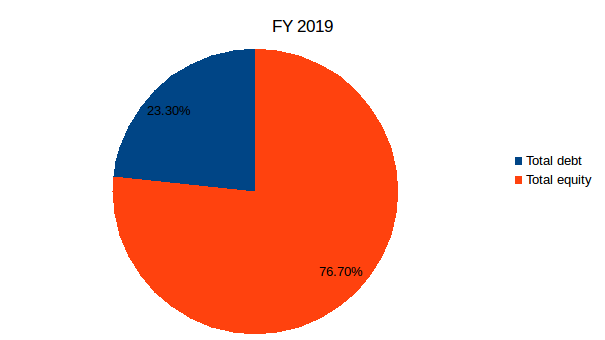 FY 2019
23.30%
Total debt
Total equity
76.70%